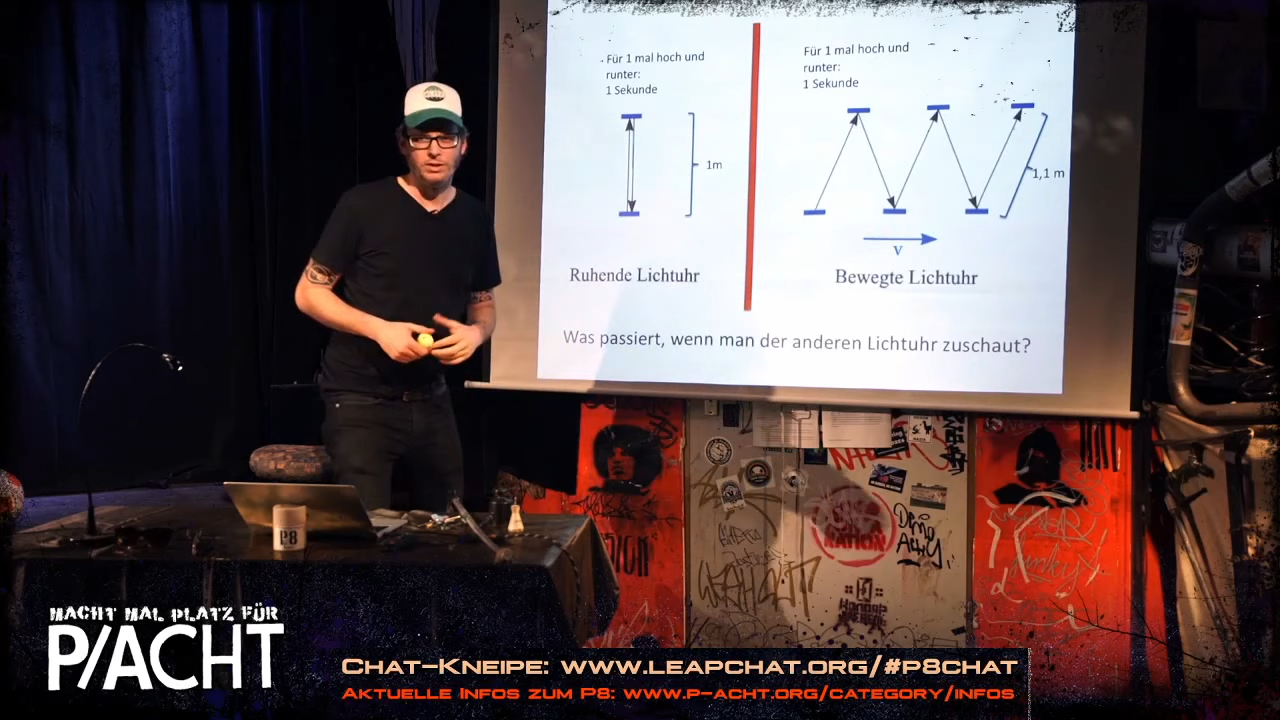 Für 1 mal hoch und
runter:
1 Sekunde
1m
Ruhende Lichtuhr
Für 1 mal hoch und
runter:
1 Sekunde
1,1 m
v
Bewegte Lichtuhr
Was passiert, wenn man der anderen Lichtuhr zuschaut?
P8
NATION
MACHT MAL PLATZ FÜR
P/ACHT
Chat-Kneipe: www.leapchat.org/#p8chat
Aktuelle Infos zum P8: www.p-acht.org/category/infos